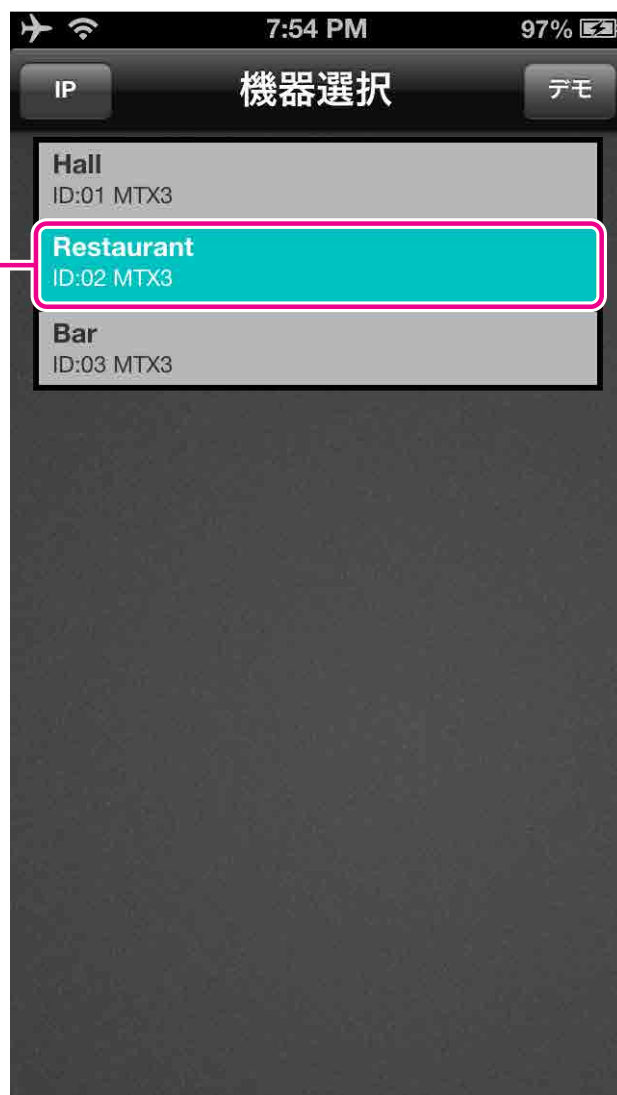 7:54 PM 97%
IP 機器選択 デモ
Hall
ID:01 MTX3
Restaurant
ID:02 MTX3
Bar
ID:03 MTX3